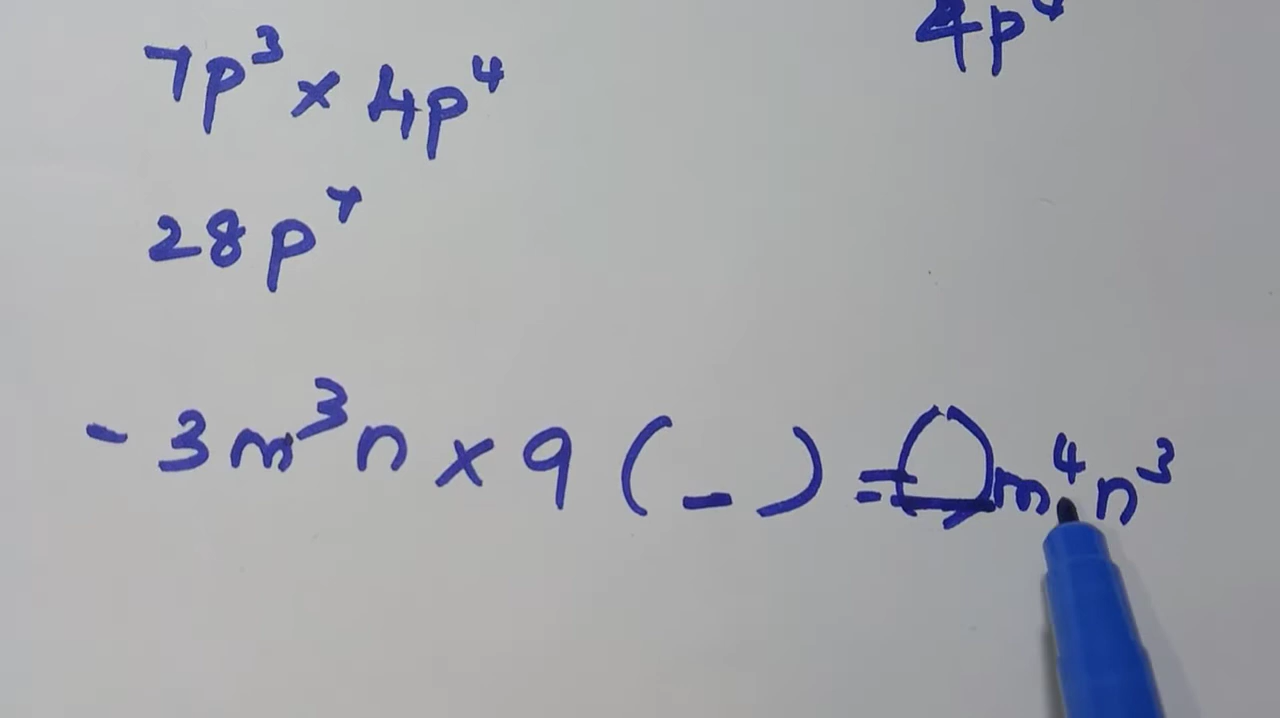 7p³ × 4p⁴
4p⁴
28p⁷
- 3m³n × 9 ( _ ) = ( _ ) m⁴n³